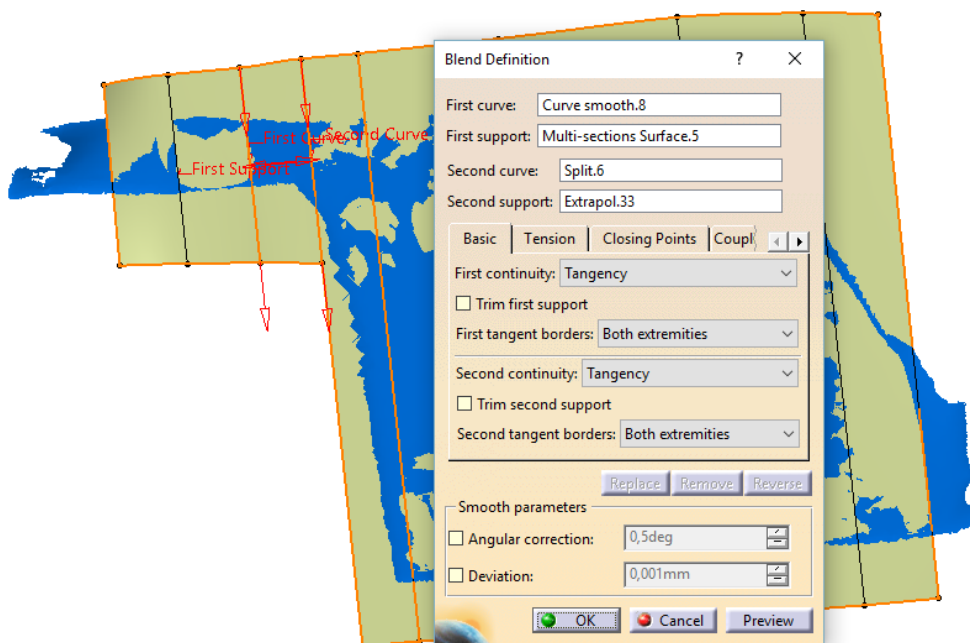 Blend Definition ? ×
First curve: Curve smooth.8
First support: Multi-sections Surface.5
Second curve: Split.6
Second support: Extrapol.33
Basic Tension Closing Points Coupl
First continuity: Tangency
Trim first support
First tangent borders: Both extremities
Second continuity: Tangency
Trim second support
Second tangent borders: Both extremities
Replace Remove Reverse
Smooth parameters
Angular correction: 0,5deg
Deviation: 0,001mm
OK Cancel Preview
First Curve
Second Curve
First Support